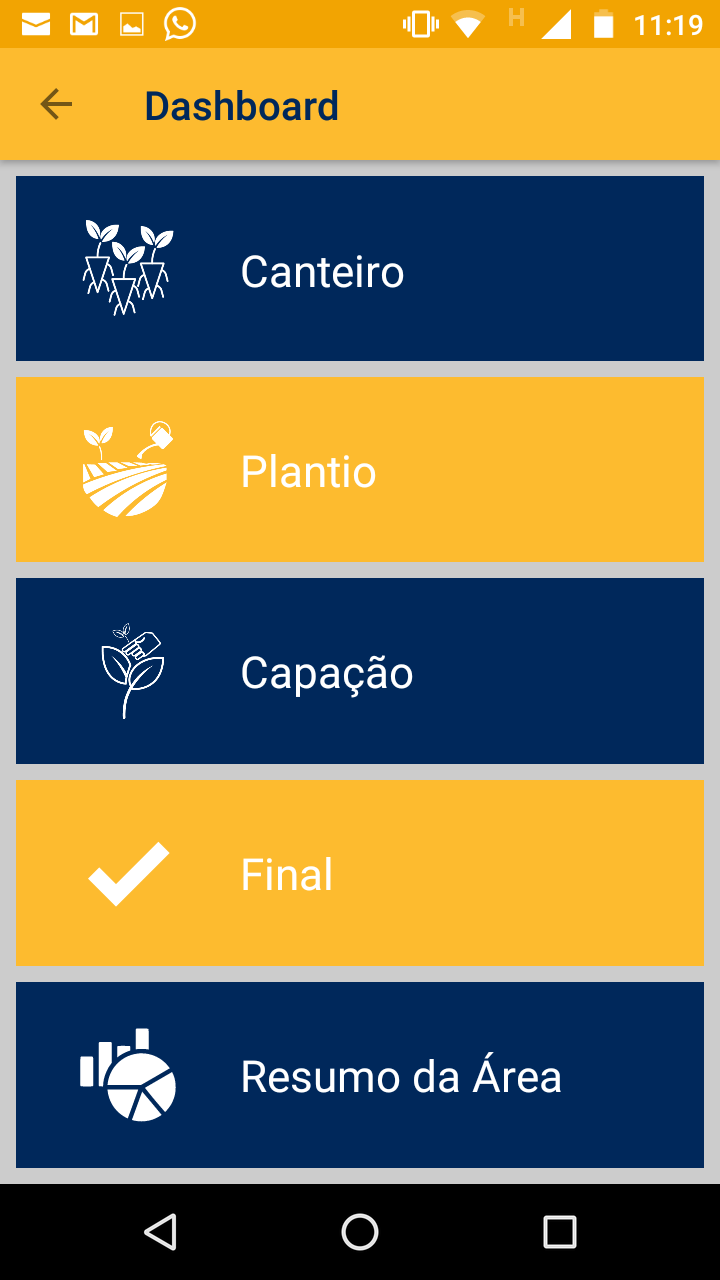 H 11:19
Dashboard
Canteiro
Plantio
Capação
Final
Resumo da Área